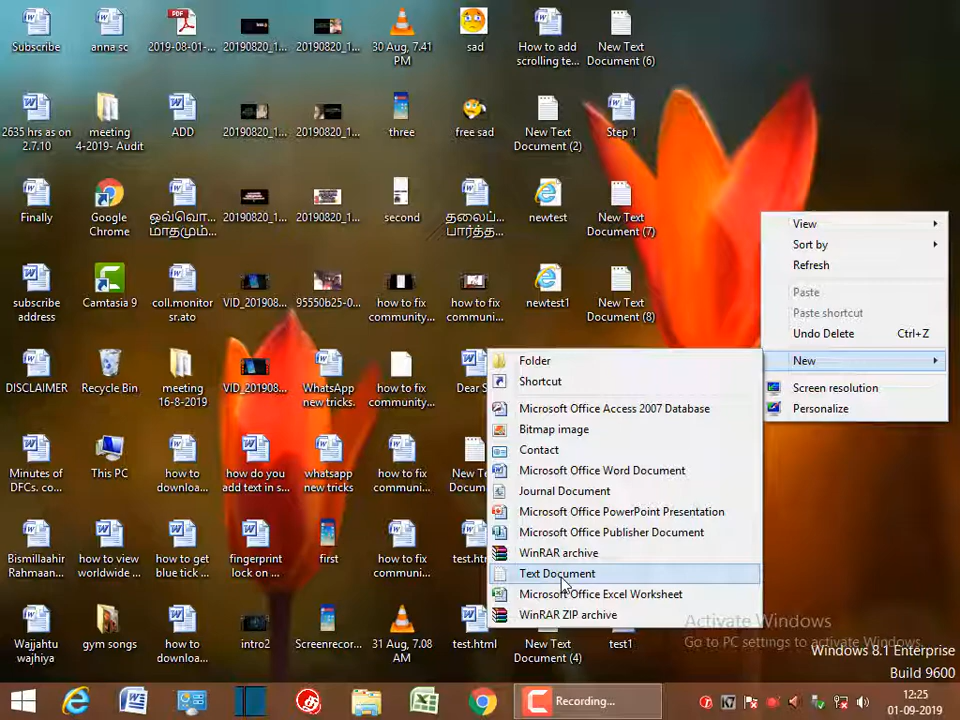 Subscribe
anna sc
2019-08-01-...
20190820_1...
20190820_1...
30 Aug, 7.41
PM
sad
How to add
scrolling te...
New Text
Document (6)
2635 hrs as on
2.7.10
meeting
4-2019- Audit
ADD
20190820_1...
20190820_1...
three
free sad
New Text
Document (2)
Step 1
Finally
Google
Chrome
ஒவ்வொ...
மாதமும்...
20190820_1...
20190820_1...
second
தலைப்...
பார்த்த...
newtest
New Text
Document (7)
subscribe
address
Camtasia 9
coll.monitor
sr.ato
VID_201908...
95550b25-0...
how to fix
community...
how to fix
communi...
newtest1
New Text
Document (8)
DISCLAIMER
Recycle Bin
meeting
16-8-2019
VID_201908...
WhatsApp
new tricks.
how to fix
community...
Dear S
Minutes of
DFCs. co...
This PC
how to
downloa...
how do you
add text in s...
whatsapp
new tricks
how to fix
communi...
New T
Docum
Bismillaahir
Rahmaan...
how to view
worldwide ...
how to get
blue tick ...
fingerprint
lock on ...
first
how to fix
communi...
test.h
Wajjahtu
wajhiya
gym songs
how to
downloa...
intro2
Screenrecor...
31 Aug, 7.08
AM
test.html
New Text
Document (4)
test1
View
Sort by
Refresh
Paste
Paste shortcut
Undo Delete Ctrl+Z
New
Screen resolution
Personalize
Folder
Shortcut
Microsoft Office Access 2007 Database
Bitmap image
Contact
Microsoft Office Word Document
Journal Document
Microsoft Office PowerPoint Presentation
Microsoft Office Publisher Document
WinRAR archive
Text Document
Microsoft Office Excel Worksheet
WinRAR ZIP archive
Activate Windows
Go to PC settings to activate Windows.
Windows 8.1 Enterprise
Build 9600
Recording...
12:25
01-09-2019